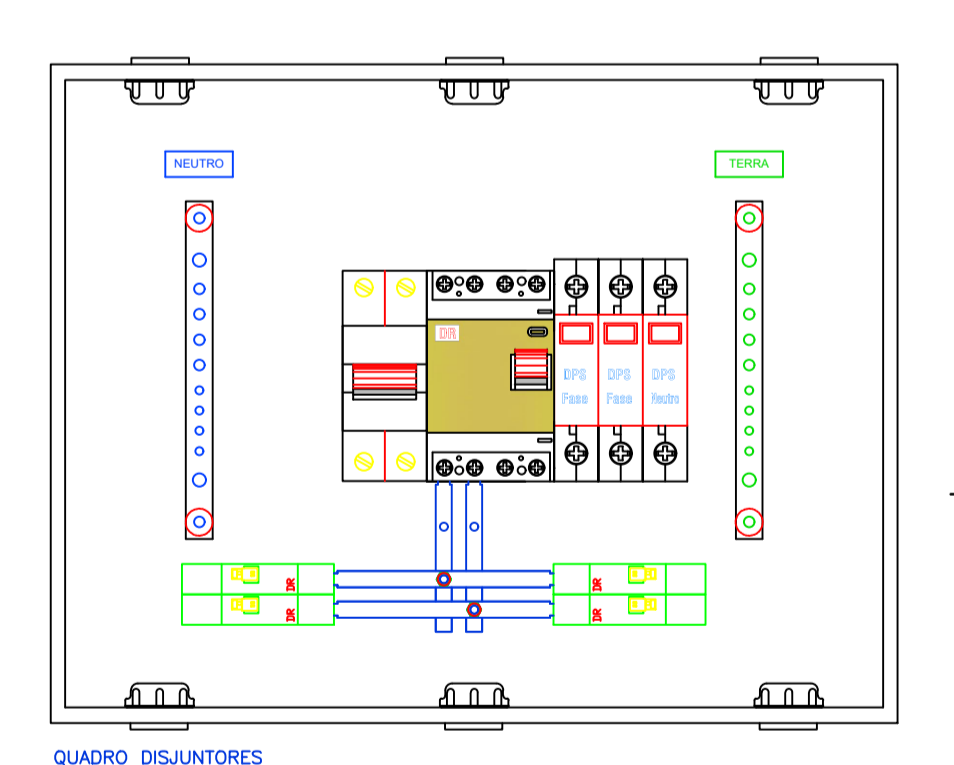 NEUTRO
TERRA
DR
DPS
Fase
DPS
Fase
DPS
Neutro
DR
DR
DR
DR
QUADRO DISJUNTORES